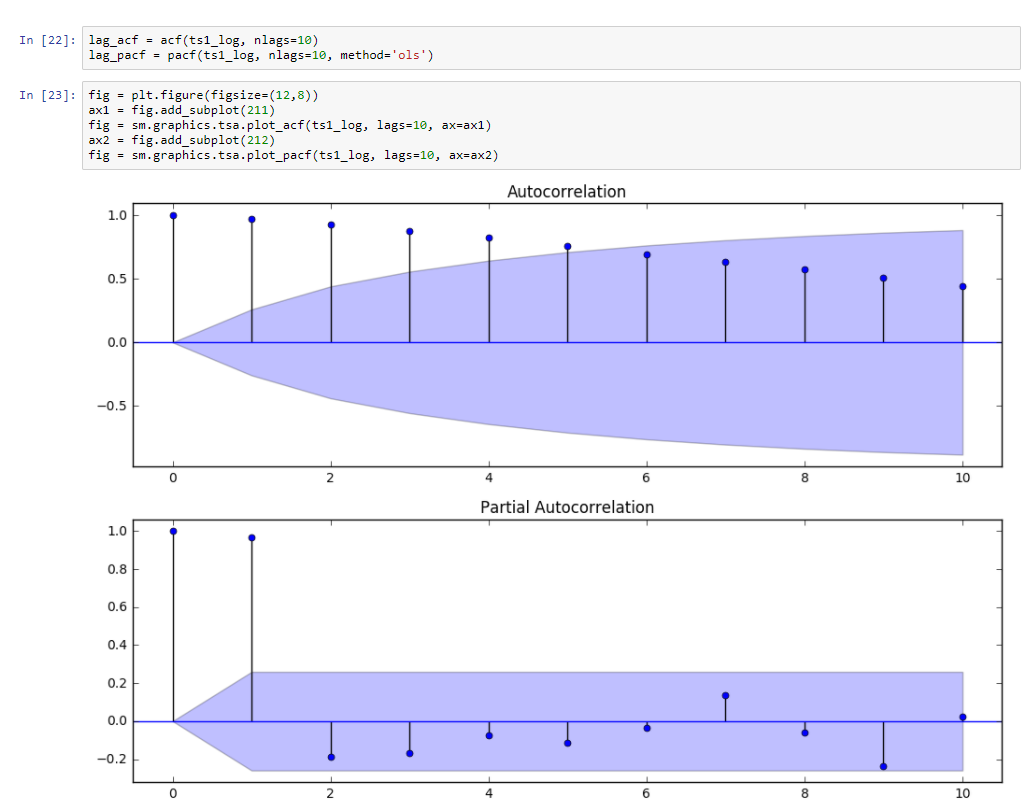 In [22]: lag_acf = acf(ts1_log, nlags=10)
lag_pacf = pacf(ts1_log, nlags=10, method='ols')
In [23]: fig = plt.figure(figsize=(12,8))
ax1 = fig.add_subplot(211)
fig = sm.graphics.tsa.plot_acf(ts1_log, lags=10, ax=ax1)
ax2 = fig.add_subplot(212)
fig = sm.graphics.tsa.plot_pacf(ts1_log, lags=10, ax=ax2)
Autocorrelation
1.0
0.5
0.0
−0.5
0 2 4 6 8 10
Partial Autocorrelation
1.0
0.8
0.6
0.4
0.2
0.0
−0.2
0 2 4 6 8 10